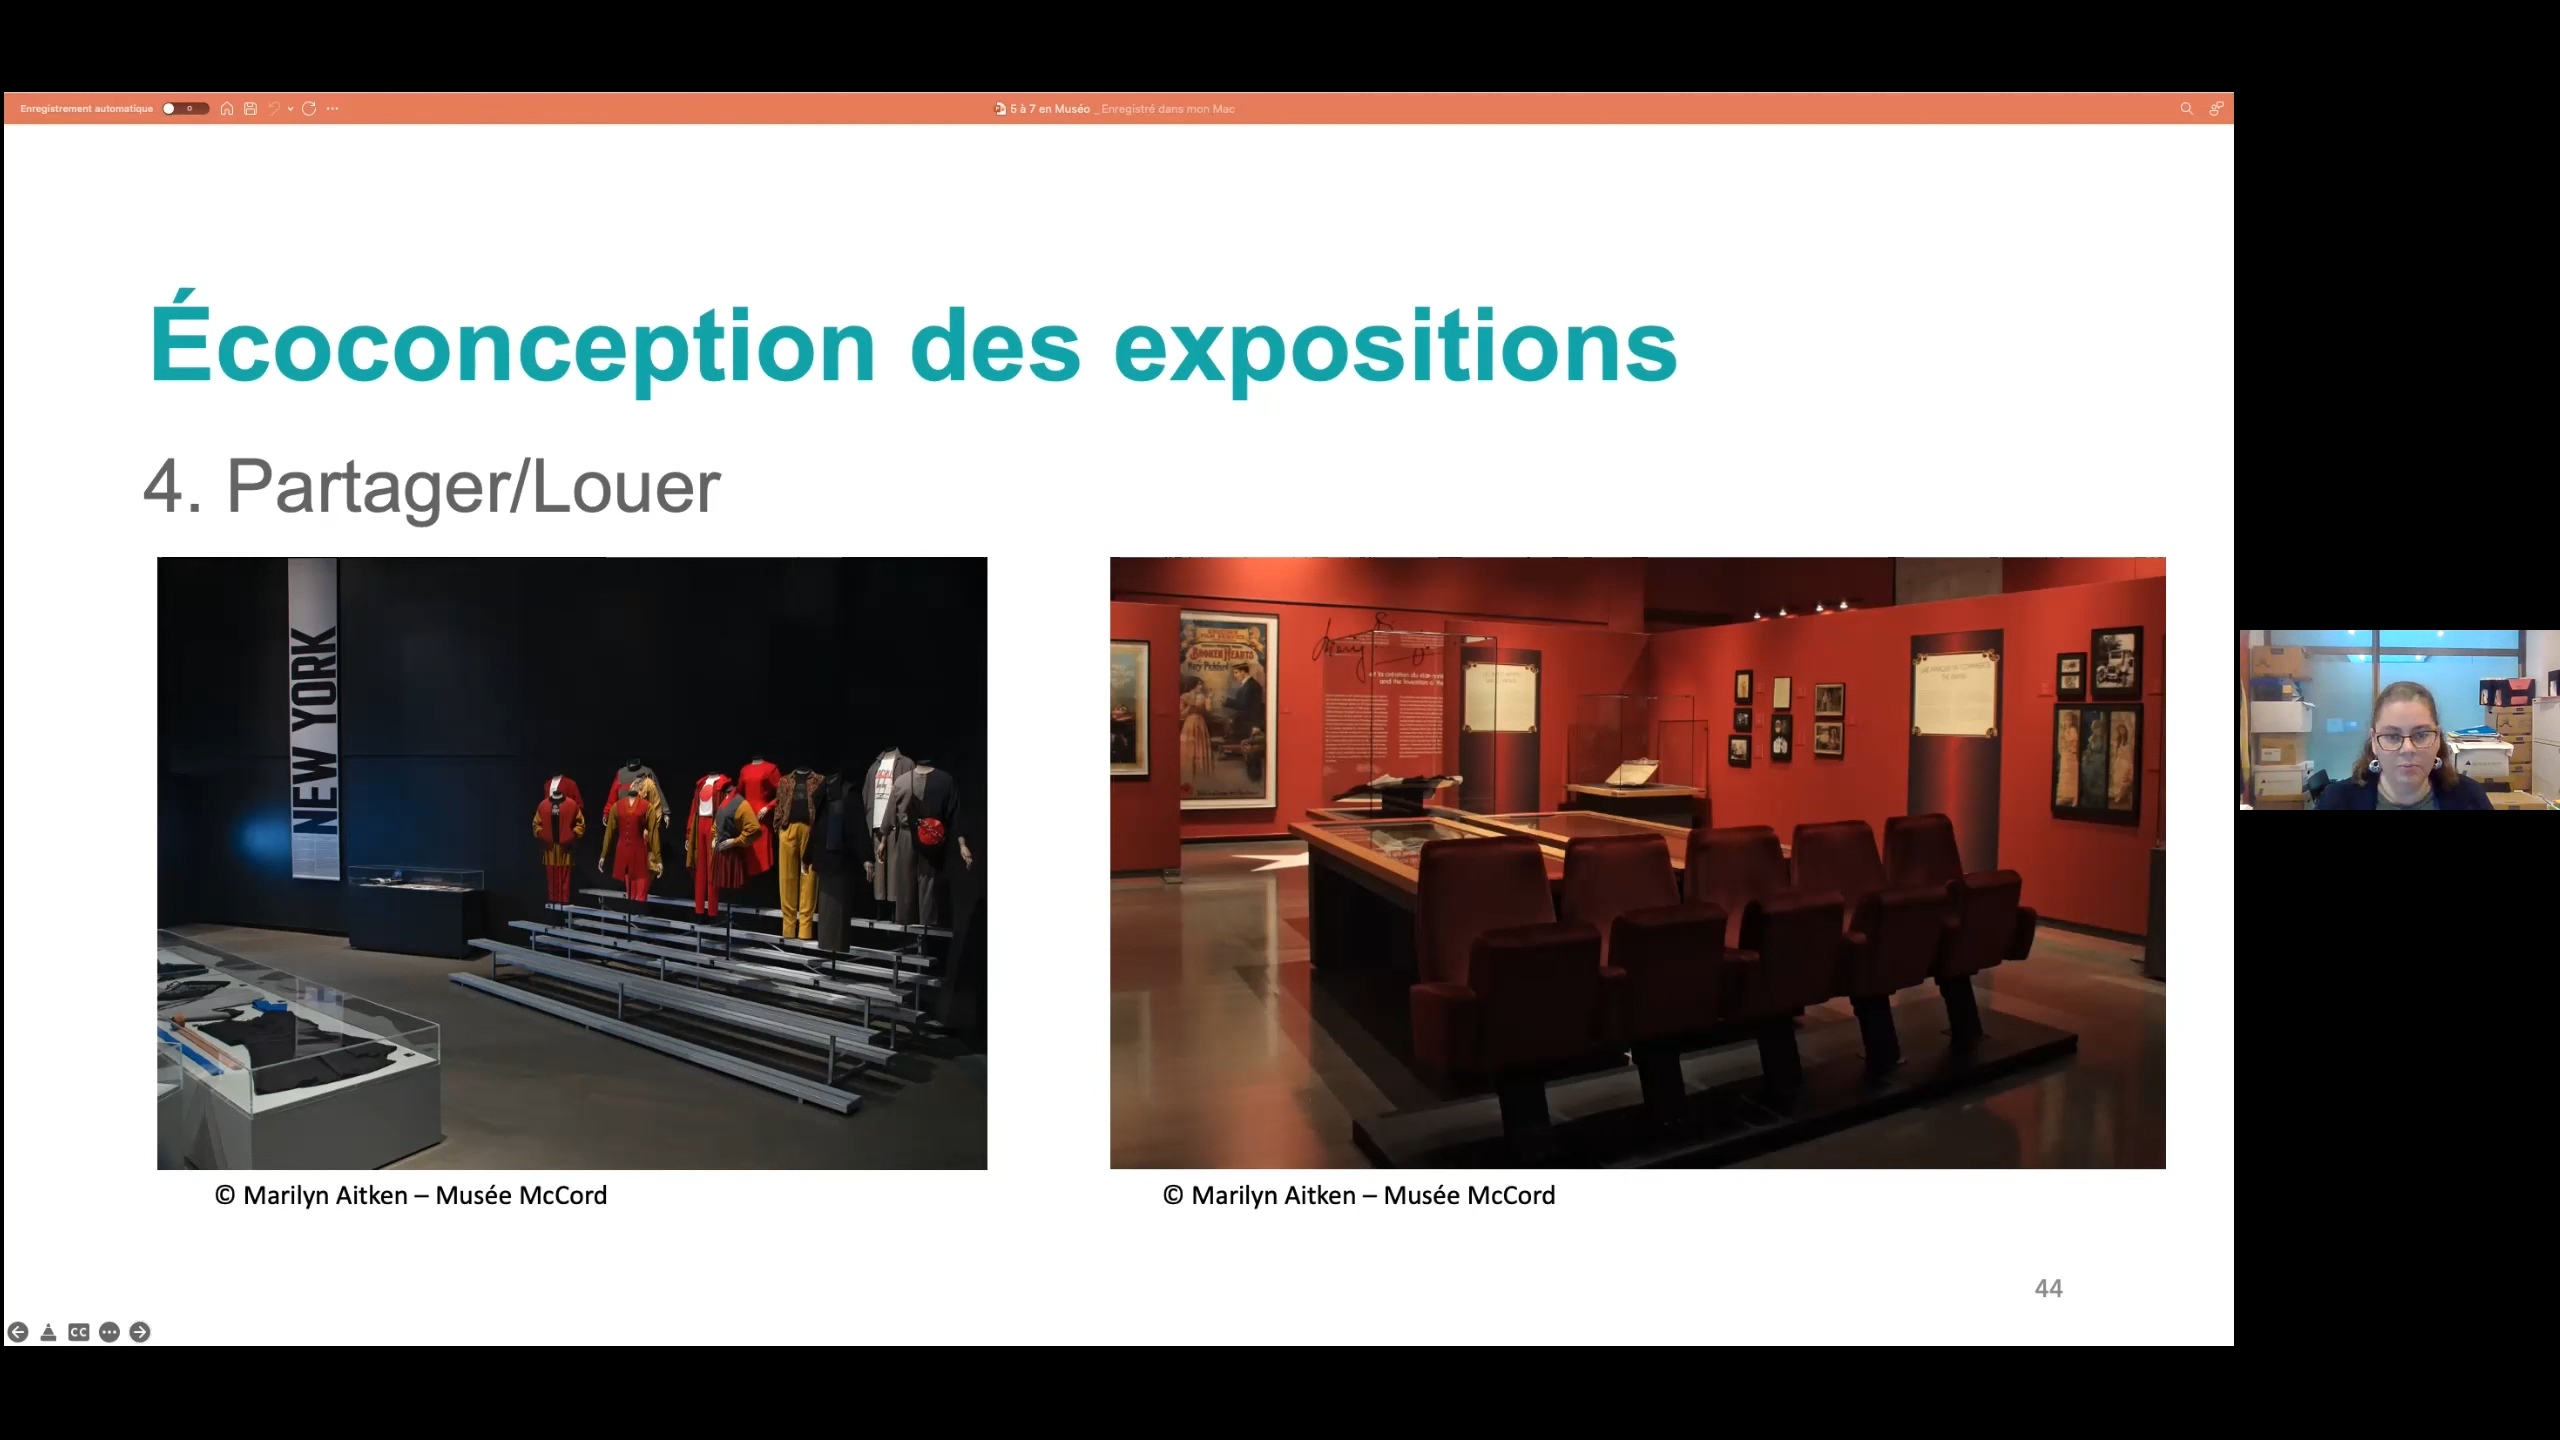 Enregistrement automatique
5 à 7 en Muséo _ Enregistré dans mon Mac
Écoconception des expositions
4. Partager/Louer
NEW YORK
BROKEN HEARTS
Mary Pickford
© Marilyn Aitken – Musée McCord
© Marilyn Aitken – Musée McCord
44
CC